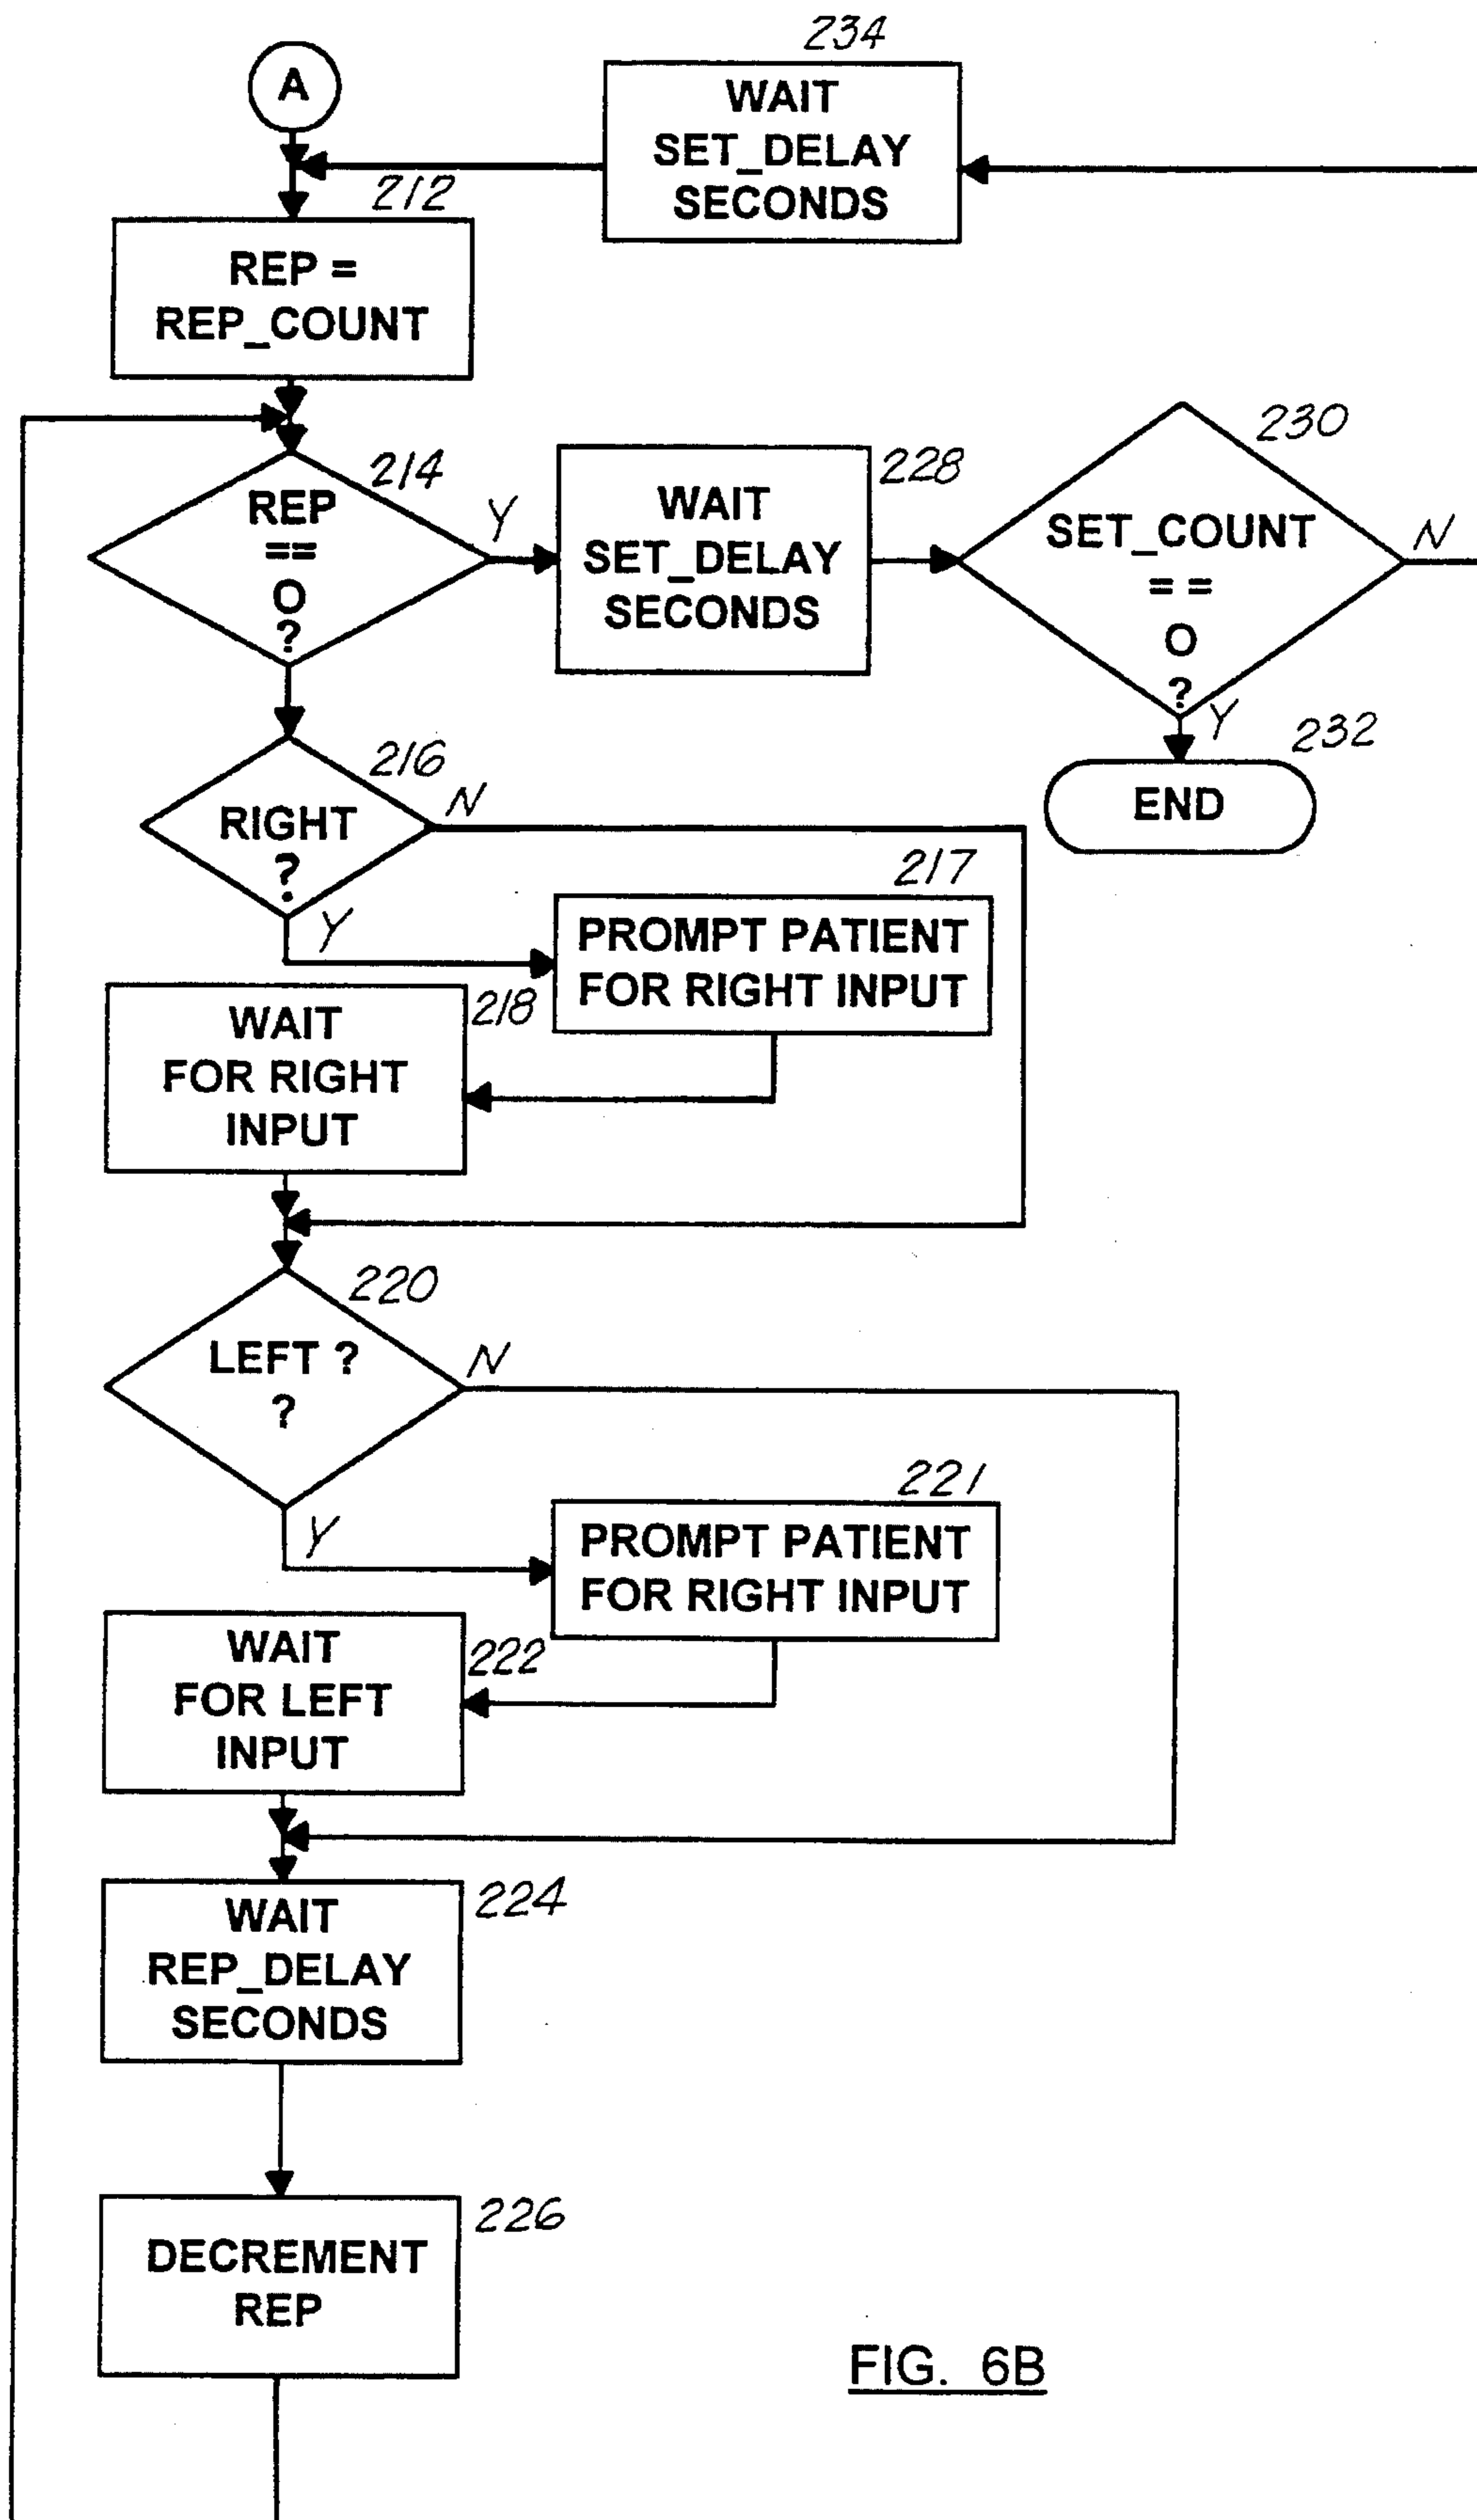 A
234
WAIT
SET_DELAY
SECONDS
212
REP =
REP_COUNT
214
REP
==
O
?
Y
WAIT
SET_DELAY
SECONDS
228
230
SET_COUNT
= =
O
?
N
Y
232
END
216
RIGHT
?
N
Y
217
PROMPT PATIENT
FOR RIGHT INPUT
218
WAIT
FOR RIGHT
INPUT
220
LEFT ?
?
N
Y
221
PROMPT PATIENT
FOR RIGHT INPUT
222
WAIT
FOR LEFT
INPUT
224
WAIT
REP_DELAY
SECONDS
226
DECREMENT
REP
FIG. 6B